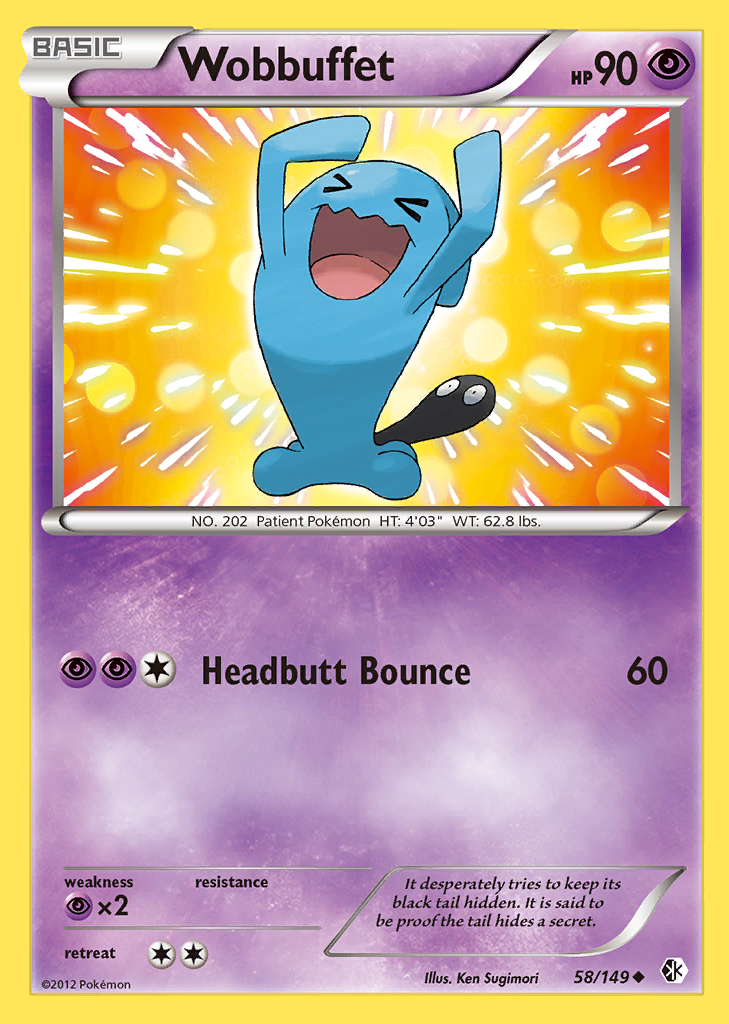 BASIC
Wobbuffet
HP 90
NO. 202 Patient Pokémon HT: 4'03" WT: 62.8 lbs.
Headbutt Bounce 60
weakness resistance
×2
retreat
It desperately tries to keep its
black tail hidden. It is said to
be proof the tail hides a secret.
Illus. Ken Sugimori 58/149
©2012 Pokémon